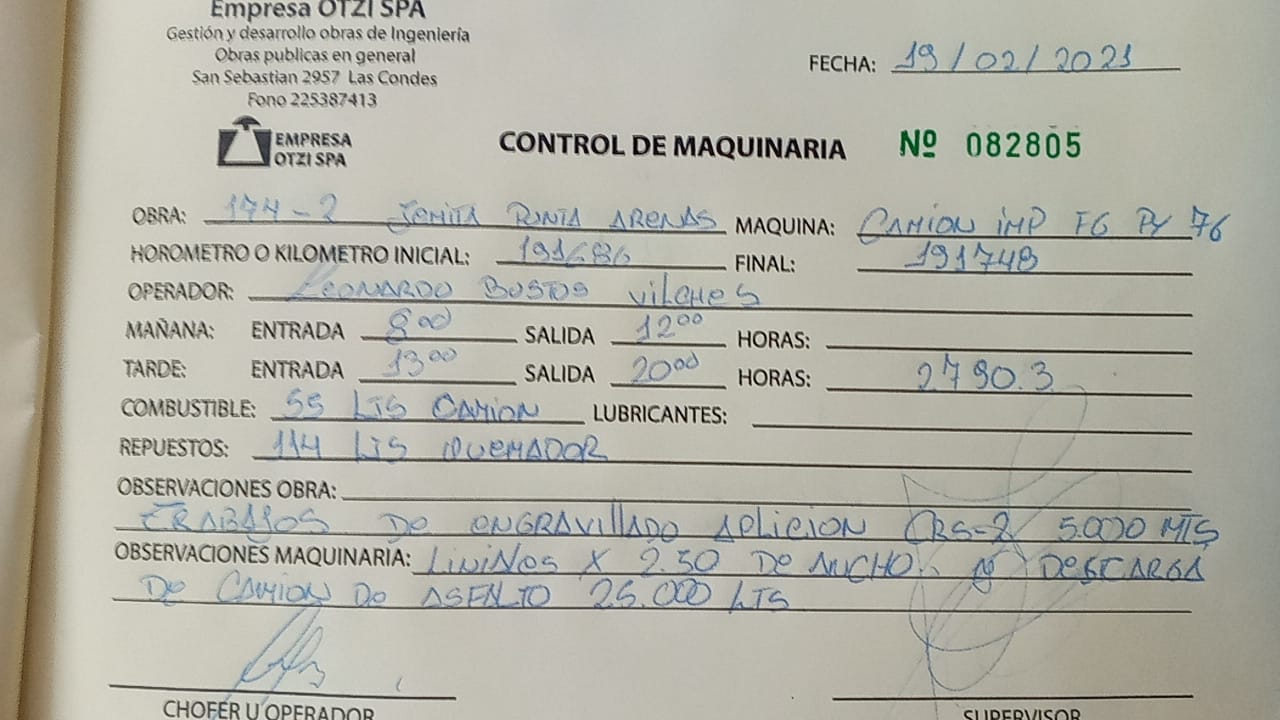 Empresa OTZI SPA
Gestión y desarrollo obras de Ingeniería
Obras publicas en general
San Sebastian 2957 Las Condes
Fono 225387413
FECHA: 19/02/2021
EMPRESA
OTZI SPA
CONTROL DE MAQUINARIA Nº 082805
OBRA: 174-2 PUNTA ARENAS MAQUINA: CAMION IMP FG PY 76
HOROMETRO O KILOMETRO INICIAL: 191686 FINAL: 191748
OPERADOR: LEONARDO BUSTOS VILCHES
MAÑANA: ENTRADA 8:00 SALIDA 12:00 HORAS:
TARDE: ENTRADA 13:00 SALIDA 20:00 HORAS: 2790.3
COMBUSTIBLE: 55 LTS CAMION LUBRICANTES:
REPUESTOS: 114 LTS QUEMADOR
OBSERVACIONES OBRA:
TRABAJOS DE ENGRAVILLADO APLICION CRS-2 5.000 MTS
OBSERVACIONES MAQUINARIA: LINIÑOS X 2.50 DE ANCHO DESCARGA
DE CAMION DE ASFALTO 25.000 LTS
CHOFER U OPERADOR SUPERVISOR